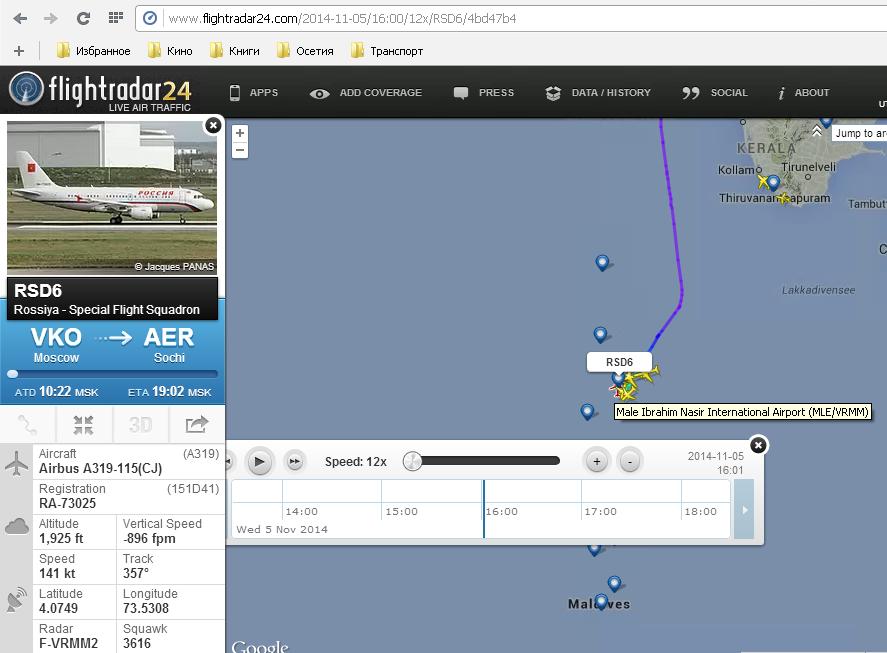 www.flightradar24.com/2014-11-05/16:00/12x/RSD6/4bd47b4
Избранное Кино Книги Осетия Транспорт
flightradar24
LIVE AIR TRAFFIC
APPS ADD COVERAGE PRESS DATA / HISTORY SOCIAL ABOUT
UT
Jump to ar
РОССИЯ
© Jacques PANAS
RSD6
Rossiya - Special Flight Squadron
VKO AER
Moscow Sochi
ATD 10:22 MSK ETA 19:02 MSK
3D
Aircraft (A319)
Airbus A319-115(CJ)
Registration (151D41)
RA-73025
Altitude Vertical Speed
1,925 ft -896 fpm
Speed Track
141 kt 357°
Latitude Longitude
4.0749 73.5308
Radar Squawk
F-VRMM2 3616
KERALA
Kollam Tirunelveli
Thiruvananthapuram Tambut
Lakkadivensee
RSD6
Male Ibrahim Nasir International Airport (MLE/VRMM)
Speed: 12x + - 2014-11-05
16:01
14:00 15:00 16:00 17:00 18:00
Wed 5 Nov 2014
Maldives
Google